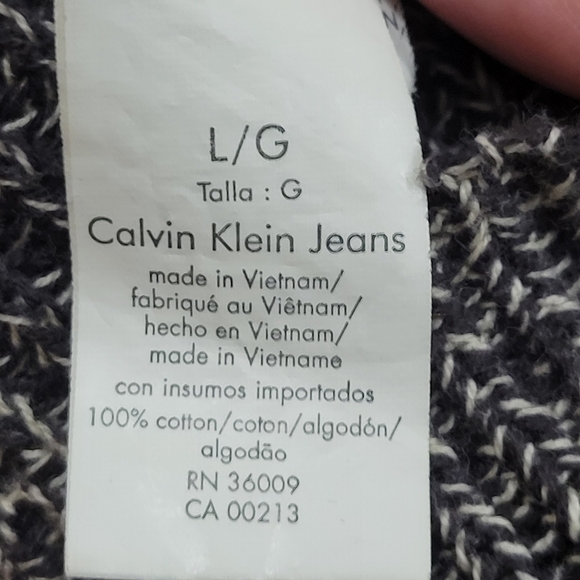 L/G
Talla : G
Calvin Klein Jeans
made in Vietnam/
fabriqué au Viêtnam/
hecho en Vietnam/
made in Vietname
con insumos importados
100% cotton/coton/algodón/
algodão
RN 36009
CA 00213